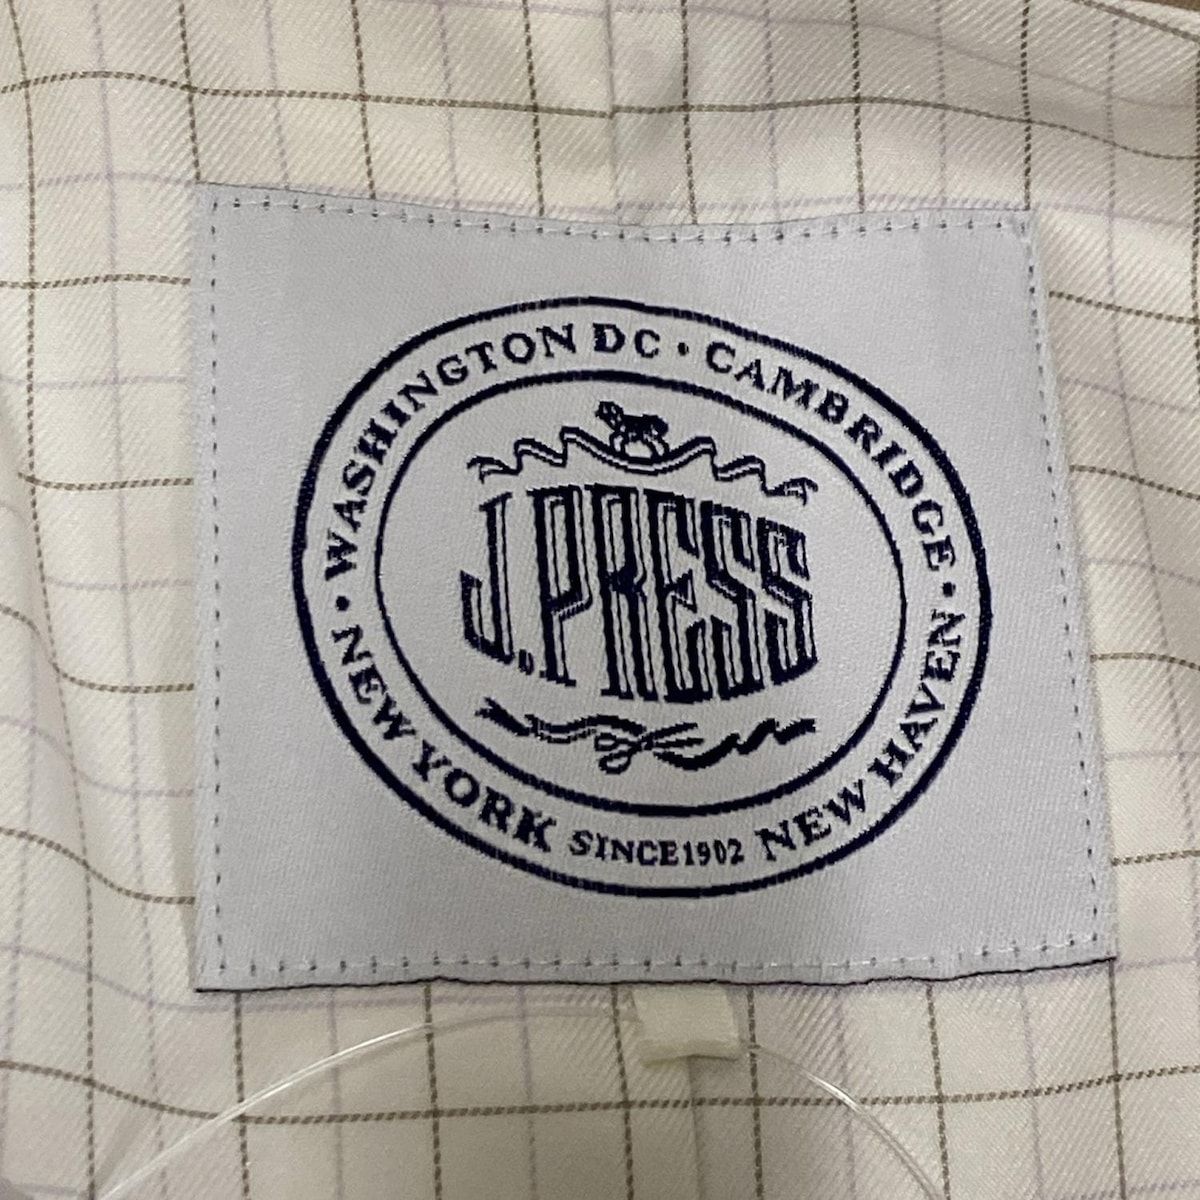 WASHINGTON DC · CAMBRIDGE ·
J.PRESS
· NEW YORK SINCE1902 NEW HAVEN